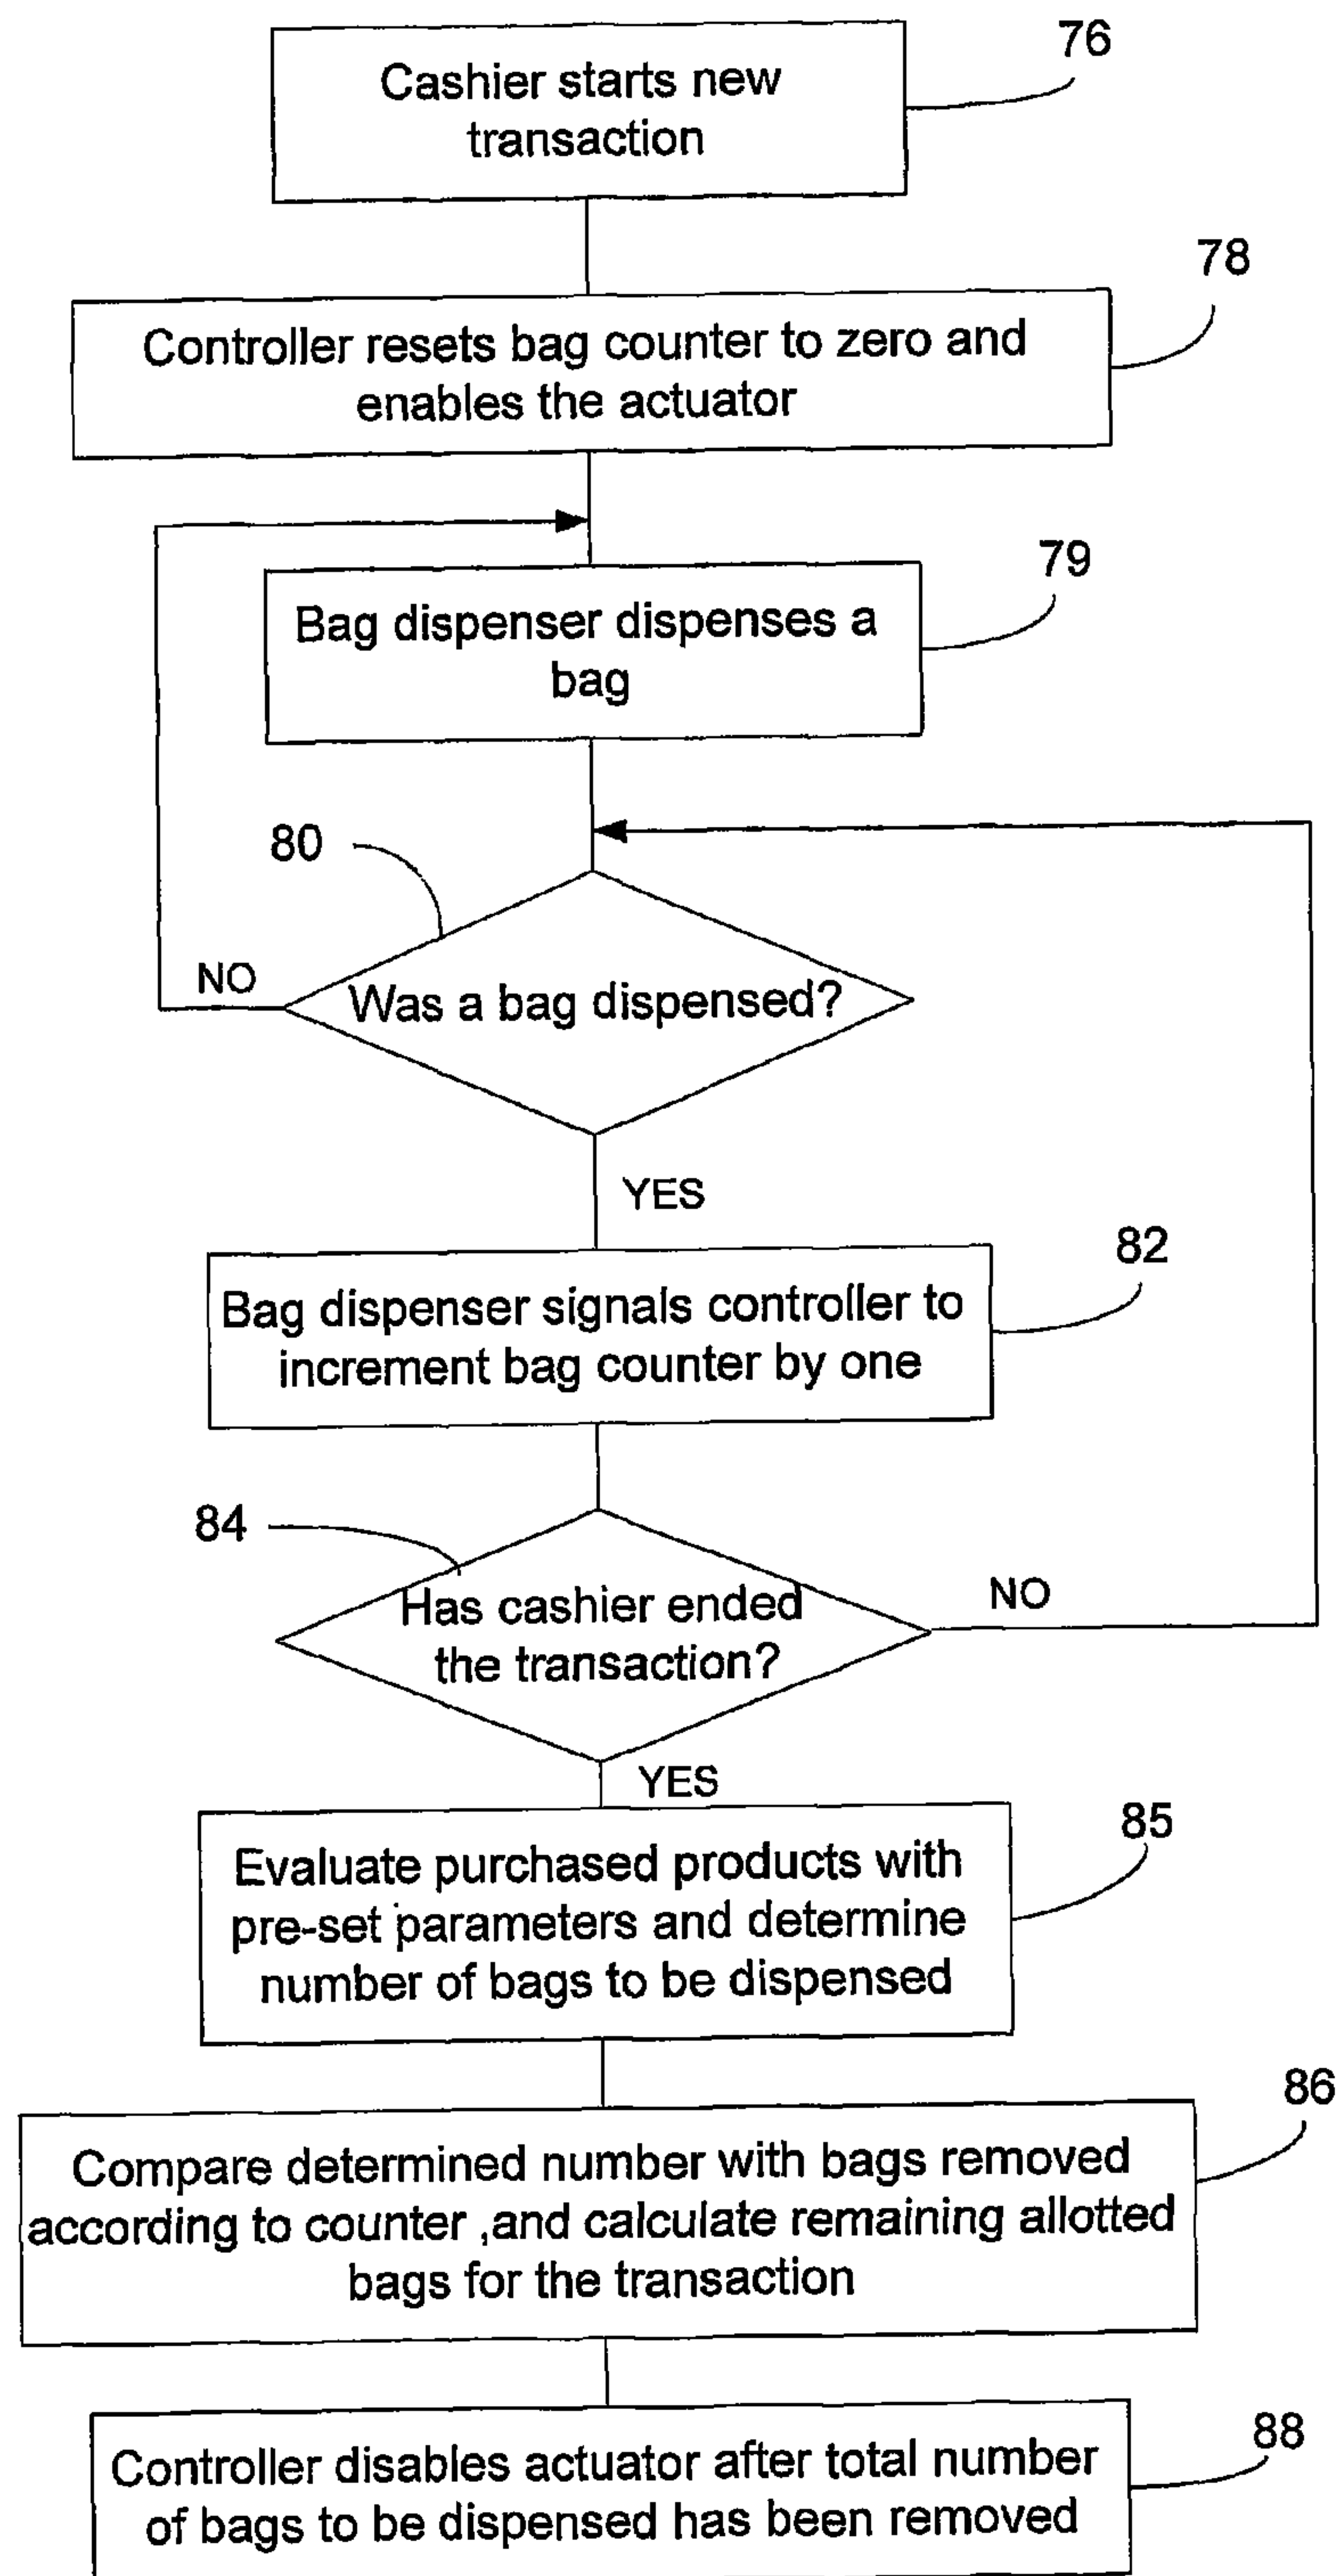 76
Cashier starts new
transaction
78
Controller resets bag counter to zero and
enables the actuator
79
Bag dispenser dispenses a
bag
80
NO
Was a bag dispensed?
YES
82
Bag dispenser signals controller to
increment bag counter by one
84
Has cashier ended
the transaction?
NO
YES
85
Evaluate purchased products with
pre-set parameters and determine
number of bags to be dispensed
86
Compare determined number with bags removed
according to counter ,and calculate remaining allotted
bags for the transaction
88
Controller disables actuator after total number
of bags to be dispensed has been removed